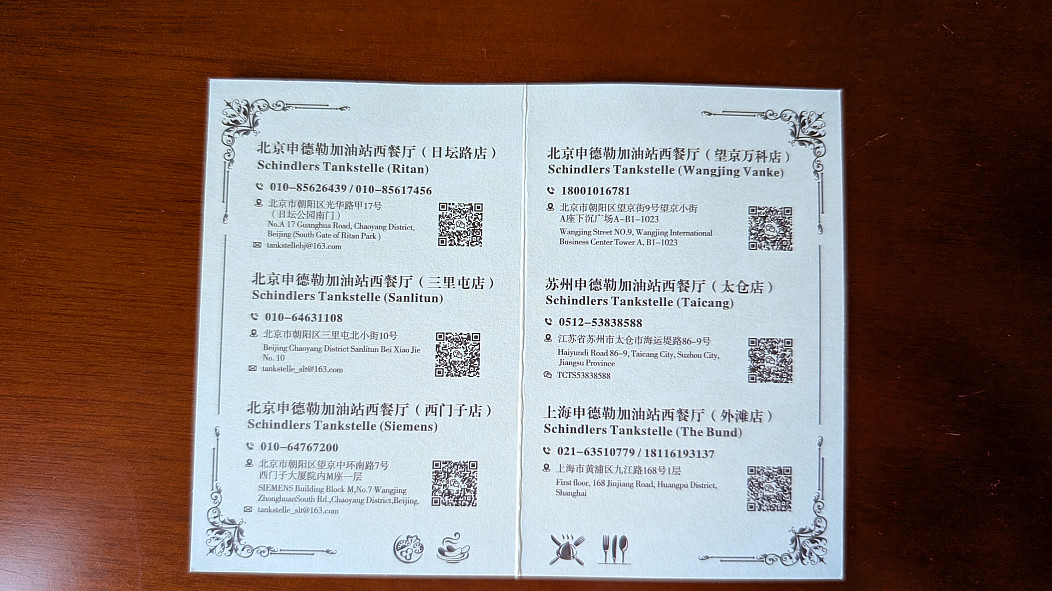 北京申德勒加油站西餐厅（日坛路店）
Schindlers Tankstelle (Ritan)
010-85626439 / 010-85617456
北京市朝阳区光华路甲17号
（日坛公园南门）
No.A 17 Guanghua Road, Chaoyang District,
Beijing (South Gate of Ritan Park )
tankstellehj@163.com
北京申德勒加油站西餐厅（三里屯店）
Schindlers Tankstelle (Sanlitun)
010-64631108
北京市朝阳区三里屯北小街10号
Beijing Chaoyang District Sanlitun Bei Xiao Jie
No. 10
tankstelle_slt@163.com
北京申德勒加油站西餐厅（西门子店）
Schindlers Tankstelle (Siemens)
010-64767200
北京市朝阳区望京中环南路7号
西门子大厦院内M座一层
SIEMENS Building Block M,No.7 Wangjing
ZhonghuanSouth Rd.,Chaoyang District,Beijing.
tankstelle_slt@163.com
北京申德勒加油站西餐厅（望京万科店）
Schindlers Tankstelle (Wangjing Vanke)
18001016781
北京市朝阳区望京街9号望京小街
A座下沉广场A-B1-1023
Wangjing Street NO.9, Wangjing International
Business Center Tower A, B1-1023
苏州申德勒加油站西餐厅（太仓店）
Schindlers Tankstelle (Taicang)
0512-53838588
江苏省苏州市太仓市海运堤路86-9号
Haiyundi Road 86-9, Taicang City, Suzhou City,
Jiangsu Province
TCTS53838588
上海申德勒加油站西餐厅（外滩店）
Schindlers Tankstelle (The Bund)
021-63510779 / 18116193137
上海市黄浦区九江路168号1层
First floor, 168 Jiujiang Road, Huangpu District,
Shanghai